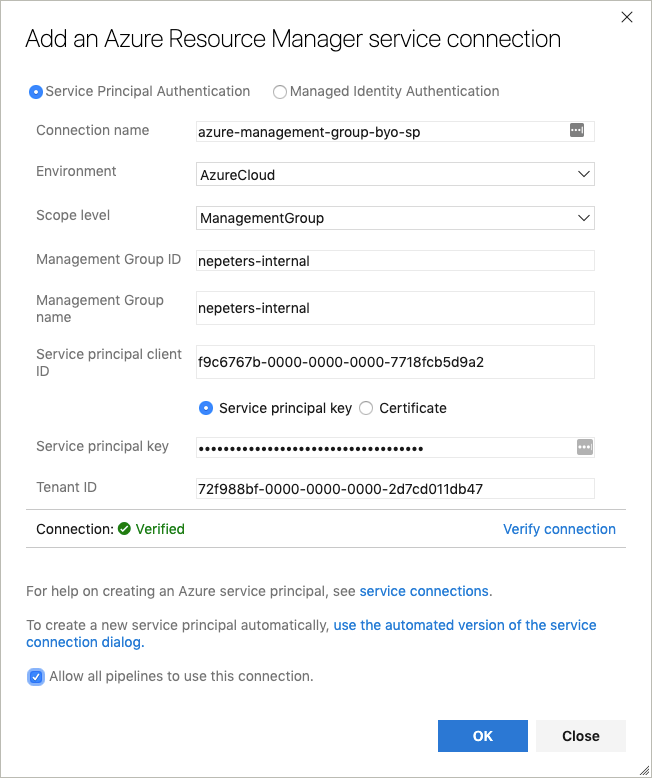 Add an Azure Resource Manager service connection
Service Principal Authentication Managed Identity Authentication
Connection name azure-management-group-byo-sp
Environment AzureCloud
Scope level ManagementGroup
Management Group ID nepeters-internal
Management Group
name nepeters-internal
Service principal client
ID f9c6767b-0000-0000-0000-7718fcb5d9a2
Service principal key Certificate
Service principal key ••••••••••••••••••••••••••••••••••••
Tenant ID 72f988bf-0000-0000-0000-2d7cd011db47
Connection: Verified Verify connection
For help on creating an Azure service principal, see service connections.
To create a new service principal automatically, use the automated version of the service
connection dialog.
Allow all pipelines to use this connection.
OK Close